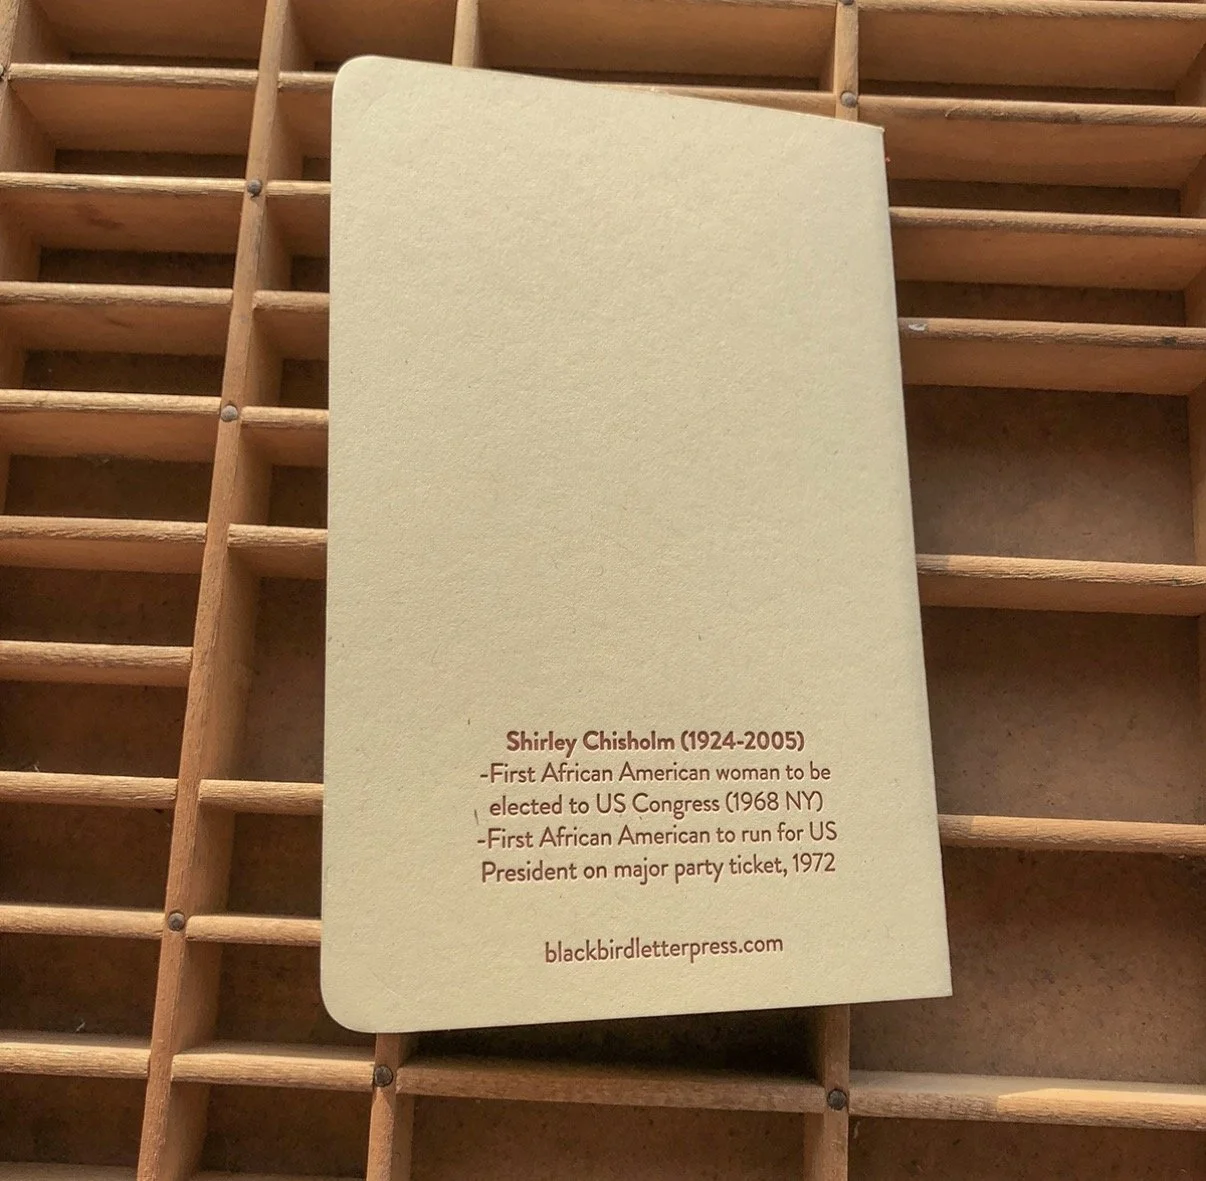 Shirley Chisholm (1924-2005)
-First African American woman to be
elected to US Congress (1968 NY)
-First African American to run for US
President on major party ticket, 1972
blackbirdletterpress.com